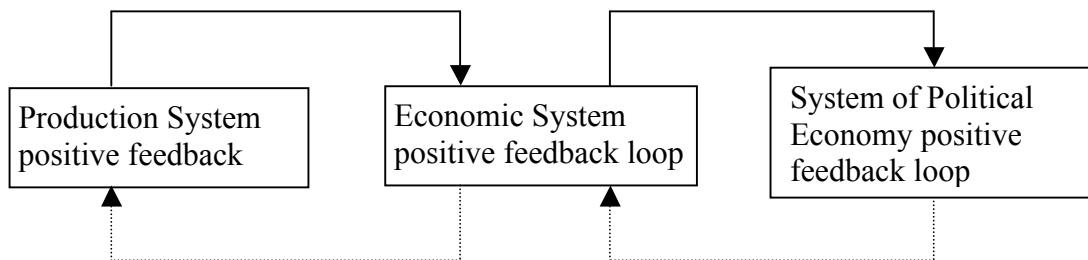 Production System
positive feedback
Economic System
positive feedback loop
System of Political
Economy positive
feedback loop